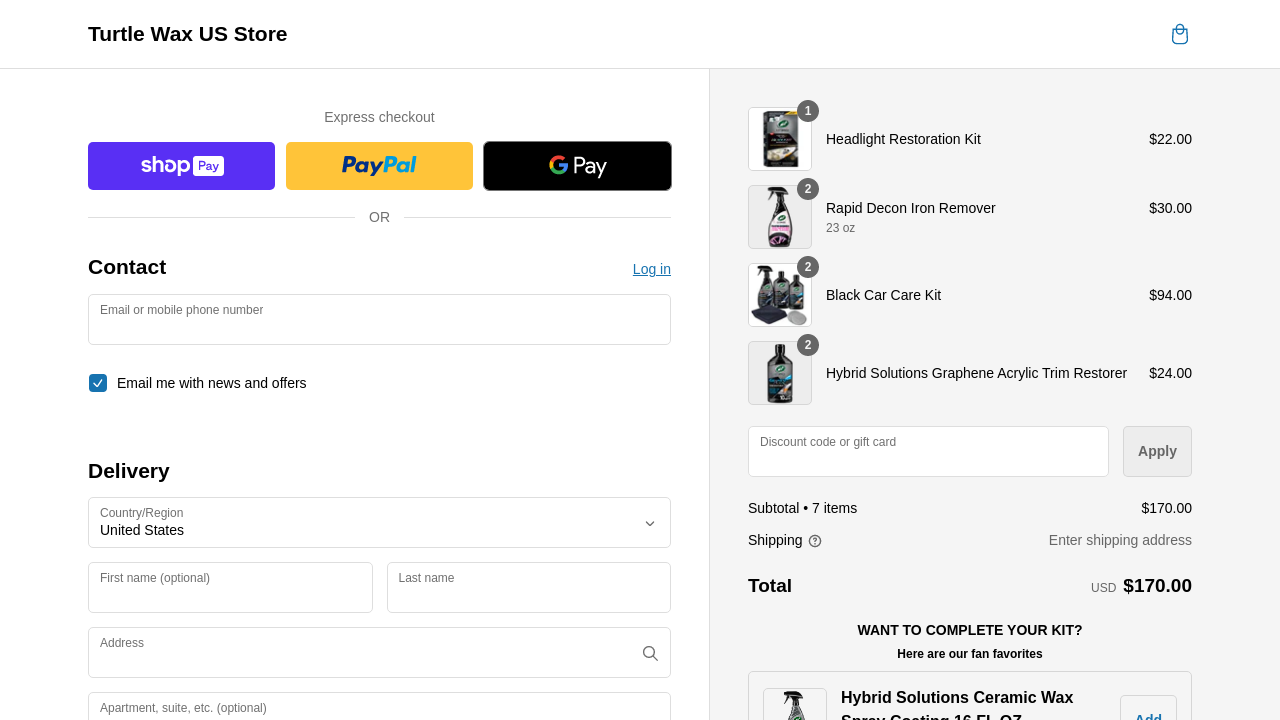 Turtle Wax US Store
Express checkout
shop Pay
PayPal
G Pay
OR
Contact
Log in
Email or mobile phone number
Email me with news and offers
Delivery
Country/Region
United States
First name (optional)
Last name
Address
Apartment, suite, etc. (optional)
1
Headlight Restoration Kit
$22.00
2
Rapid Decon Iron Remover
$30.00
23 oz
2
Black Car Care Kit
$94.00
2
Hybrid Solutions Graphene Acrylic Trim Restorer
$24.00
Discount code or gift card
Apply
Subtotal • 7 items
$170.00
Shipping
Enter shipping address
Total
USD $170.00
WANT TO COMPLETE YOUR KIT?
Here are our fan favorites
Hybrid Solutions Ceramic Wax
Spray Coating 16 FL OZ
Add